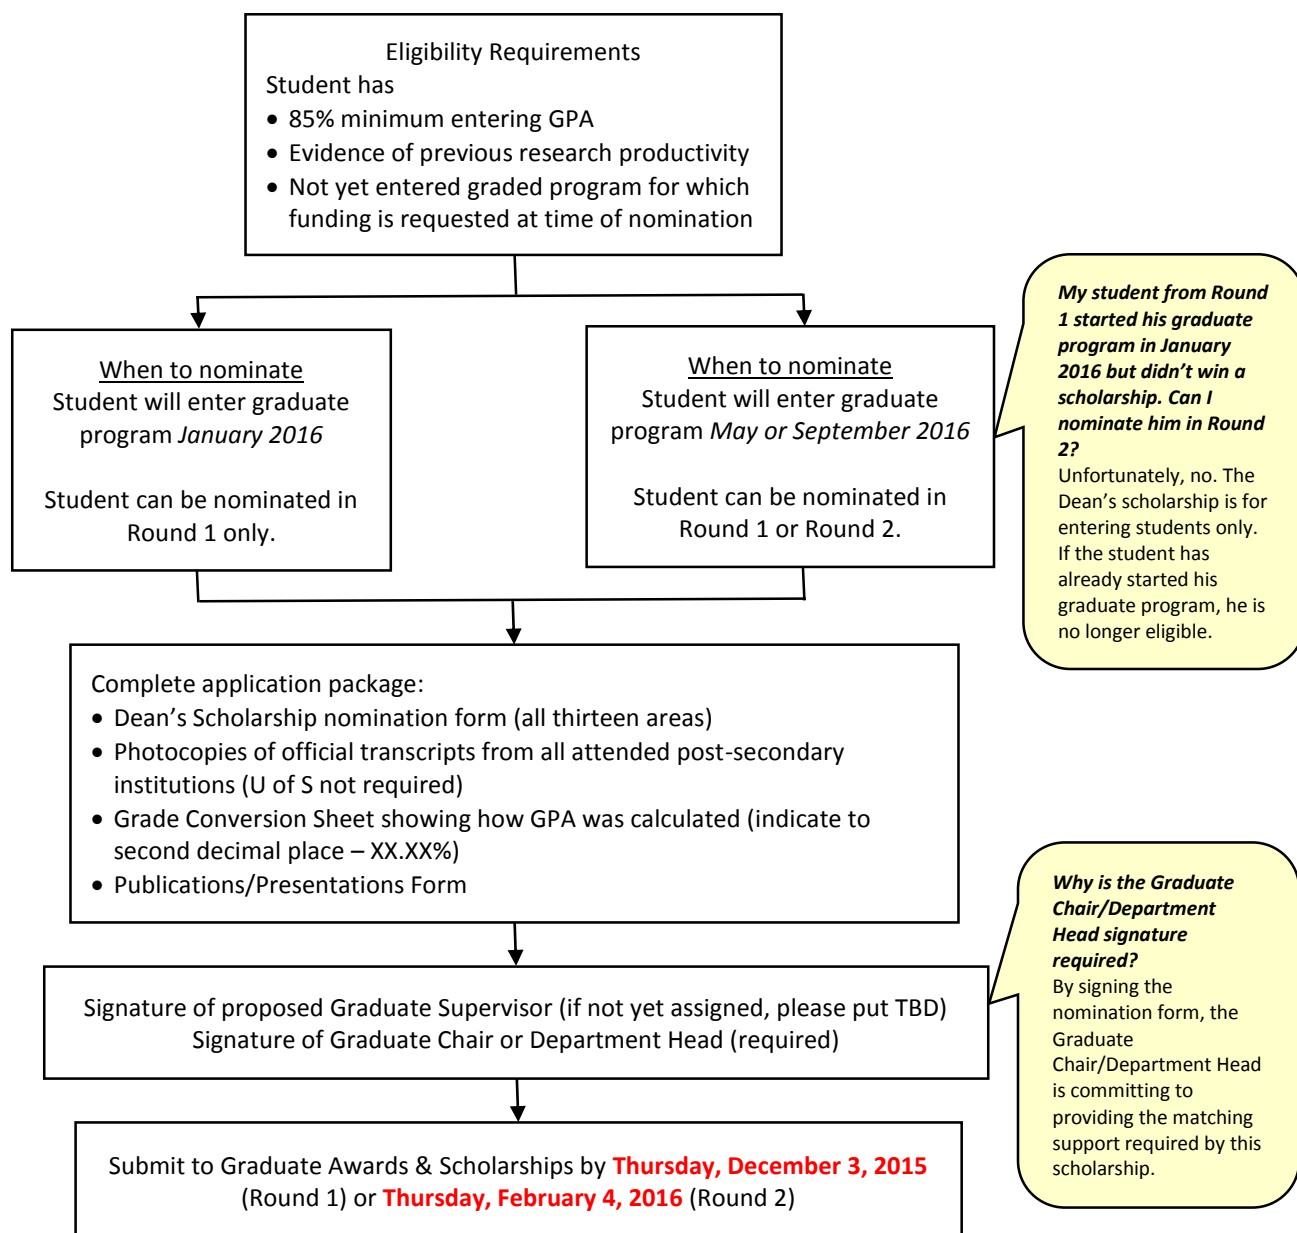 Eligibility Requirements
Student has
• 85% minimum entering GPA
• Evidence of previous research productivity
• Not yet entered graded program for which
funding is requested at time of nomination
When to nominate
Student will enter graduate
program January 2016
Student can be nominated in
Round 1 only.
When to nominate
Student will enter graduate
program May or September 2016
Student can be nominated in
Round 1 or Round 2.
My student from Round
1 started his graduate
program in January
2016 but didn’t win a
scholarship. Can I
nominate him in Round
2?
Unfortunately, no. The
Dean’s scholarship is for
entering students only.
If the student has
already started his
graduate program, he is
no longer eligible.
Complete application package:
• Dean’s Scholarship nomination form (all thirteen areas)
• Photocopies of official transcripts from all attended post-secondary
institutions (U of S not required)
• Grade Conversion Sheet showing how GPA was calculated (indicate to
second decimal place – XX.XX%)
• Publications/Presentations Form
Signature of proposed Graduate Supervisor (if not yet assigned, please put TBD)
Signature of Graduate Chair or Department Head (required)
Why is the Graduate
Chair/Department
Head signature
required?
By signing the
nomination form, the
Graduate
Chair/Department Head
is committing to
providing the matching
support required by this
scholarship.
Submit to Graduate Awards & Scholarships by Thursday, December 3, 2015
(Round 1) or Thursday, February 4, 2016 (Round 2)